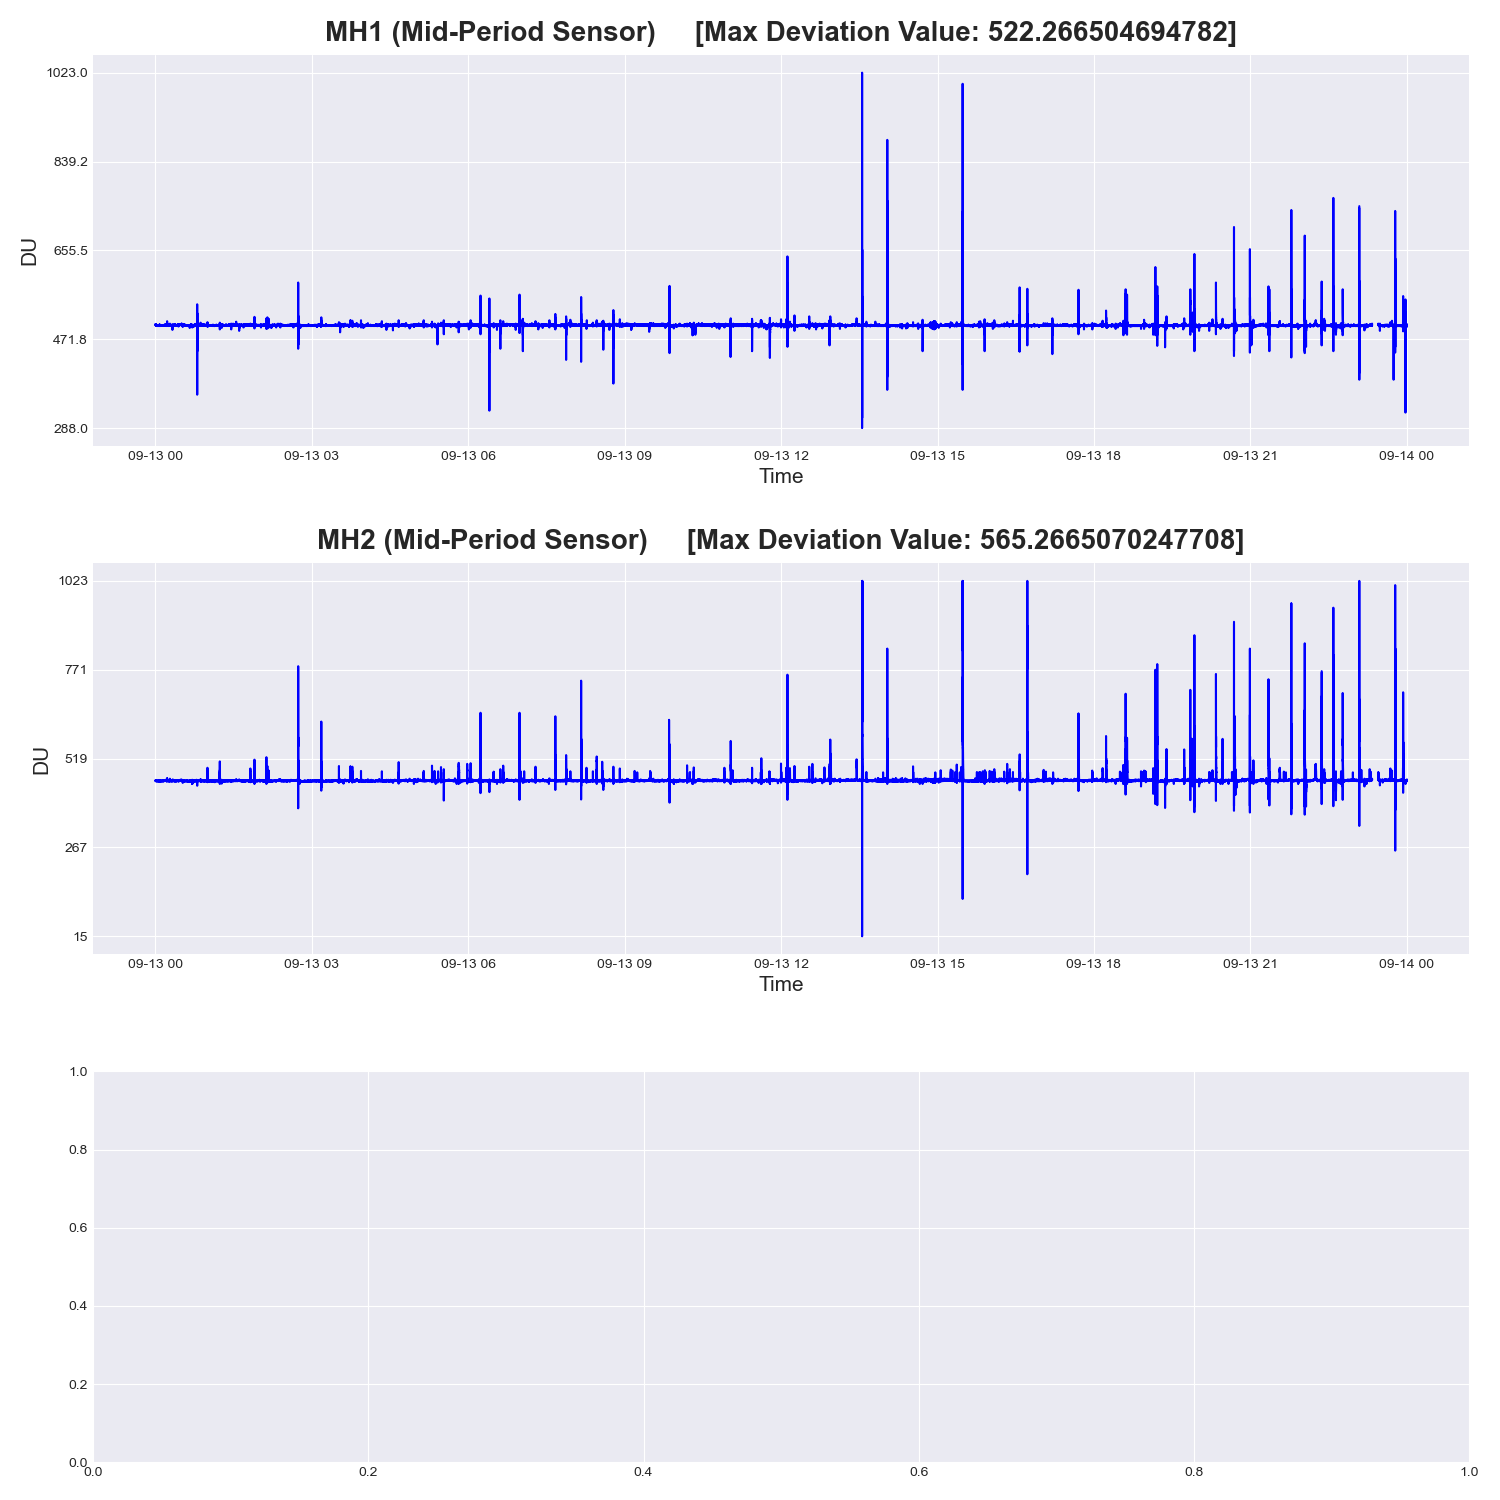 MH1 (Mid-Period Sensor) [Max Deviation Value: 522.266504694782]
1023.0
839.2
655.5
471.8
288.0
DU
09-13 00 09-13 03 09-13 06 09-13 09 09-13 12 09-13 15 09-13 18 09-13 21 09-14 00
Time
MH2 (Mid-Period Sensor) [Max Deviation Value: 565.2665070247708]
1023
771
519
267
15
DU
09-13 00 09-13 03 09-13 06 09-13 09 09-13 12 09-13 15 09-13 18 09-13 21 09-14 00
Time
1.0
0.8
0.6
0.4
0.2
0.0
0.0 0.2 0.4 0.6 0.8 1.0